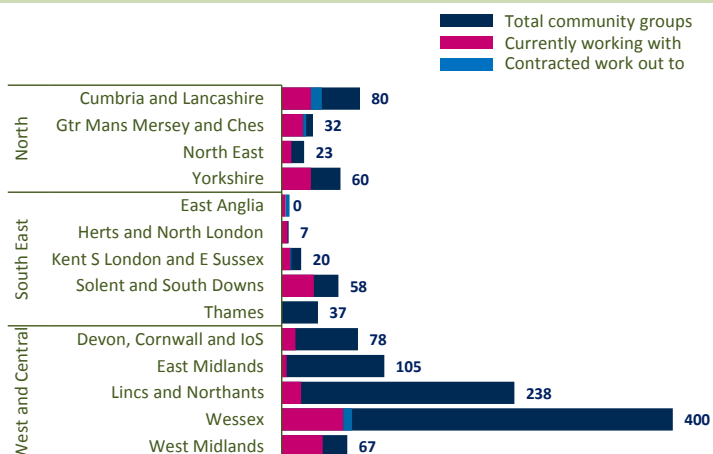 Total community groups
Currently working with
Contracted work out to
North
Cumbria and Lancashire 80
Gtr Mans Mersey and Ches 32
North East 23
Yorkshire 60
South East
East Anglia 0
Herts and North London 7
Kent S London and E Sussex 20
Solent and South Downs 58
Thames 37
West and Central
Devon, Cornwall and IoS 78
East Midlands 105
Lincs and Northants 238
Wessex 400
West Midlands 67